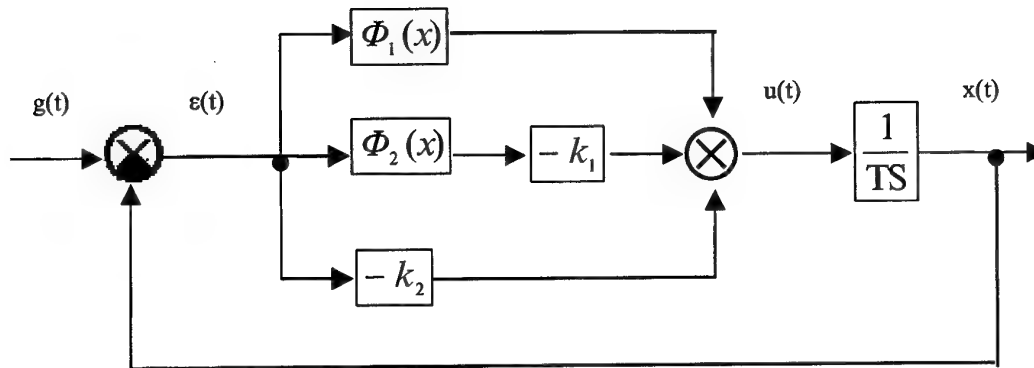 Φ₁(x)
g(t)
ε(t)
Φ₂(x)
− k₁
u(t)
1
TS
x(t)
− k₂